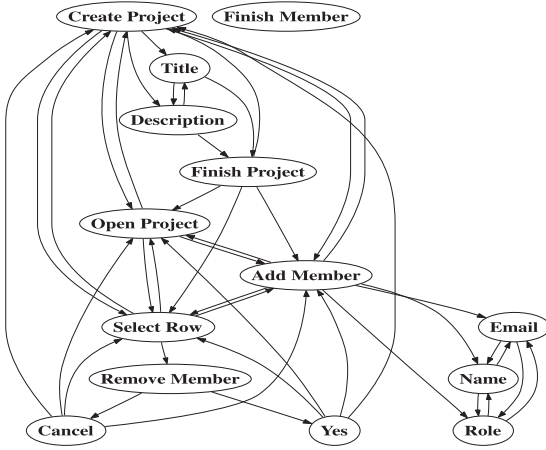 Create Project
Finish Member
Title
Description
Finish Project
Open Project
Add Member
Select Row
Email
Remove Member
Name
Cancel
Yes
Role